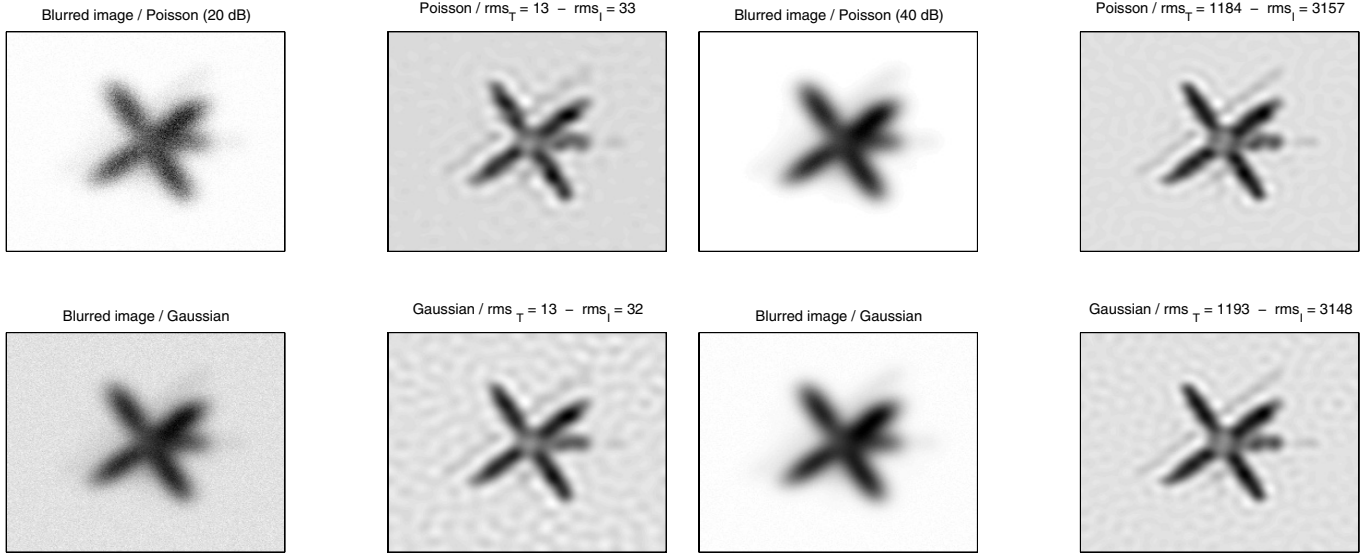 Blurred image / Poisson (20 dB)
Poisson / rms_T = 13 – rms_I = 33
Blurred image / Poisson (40 dB)
Poisson / rms_T = 1184 – rms_I = 3157
Blurred image / Gaussian
Gaussian / rms_T = 13 – rms_I = 32
Blurred image / Gaussian
Gaussian / rms_T = 1193 – rms_I = 3148